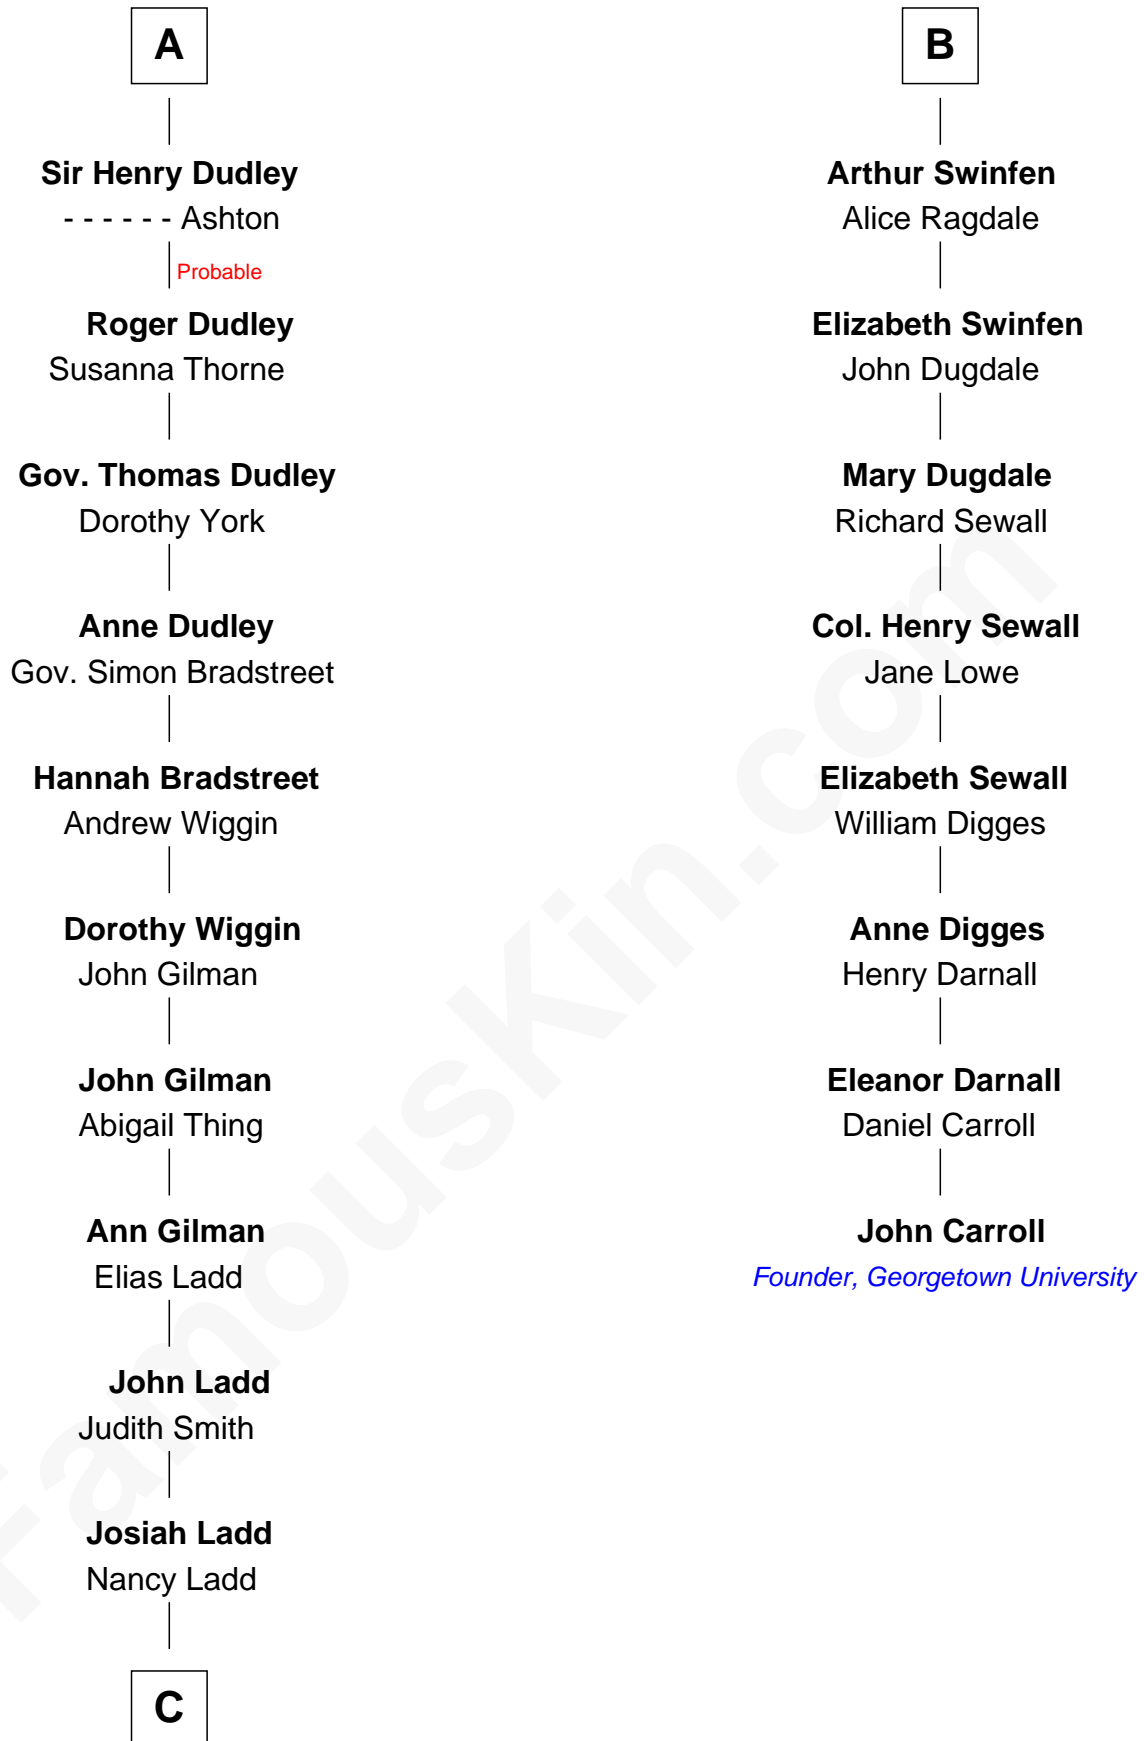 A
Sir Henry Dudley
- - - - - - Ashton
Probable
Roger Dudley
Susanna Thorne
Gov. Thomas Dudley
Dorothy York
Anne Dudley
Gov. Simon Bradstreet
Hannah Bradstreet
Andrew Wiggin
Dorothy Wiggin
John Gilman
John Gilman
Abigail Thing
Ann Gilman
Elias Ladd
John Ladd
Judith Smith
Josiah Ladd
Nancy Ladd
C
B
Arthur Swinfen
Alice Ragdale
Elizabeth Swinfen
John Dugdale
Mary Dugdale
Richard Sewall
Col. Henry Sewall
Jane Lowe
Elizabeth Sewall
William Digges
Anne Digges
Henry Darnall
Eleanor Darnall
Daniel Carroll
John Carroll
Founder, Georgetown University
FamousKin.com